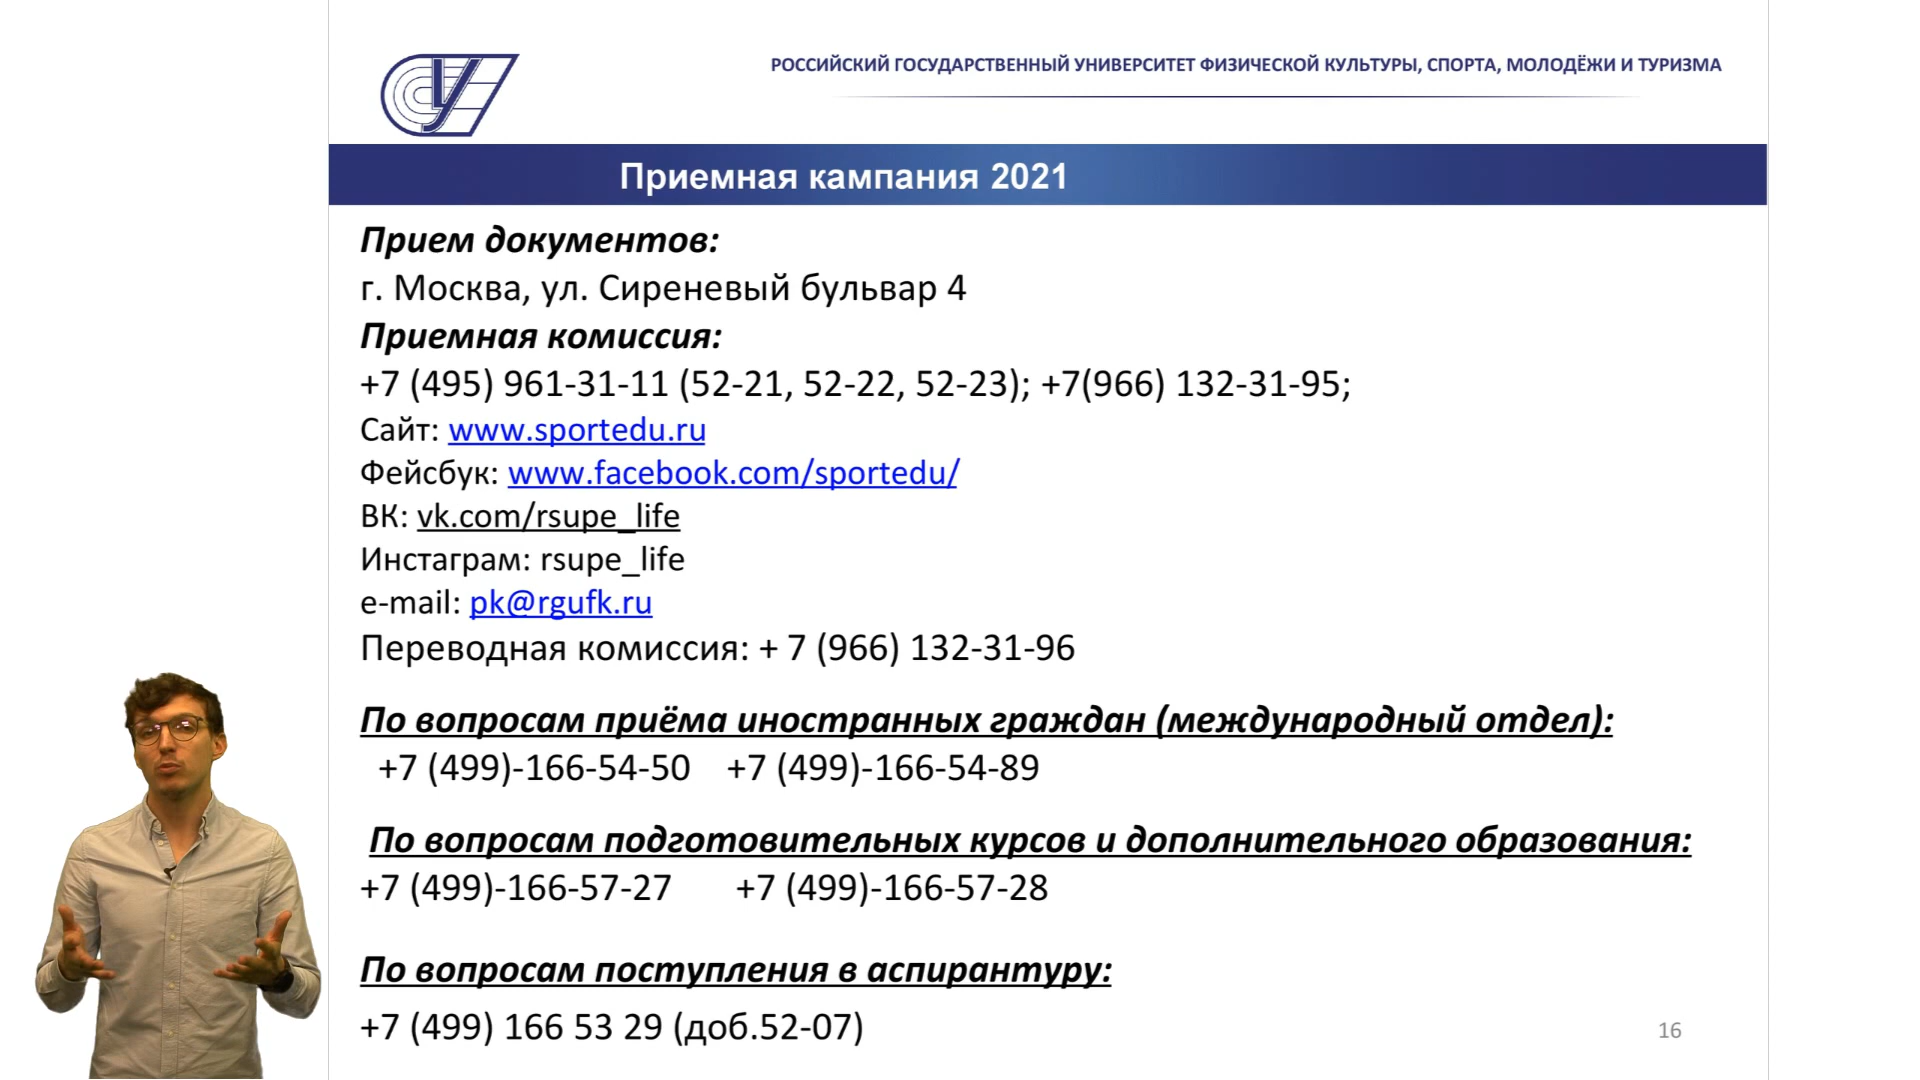 РОССИЙСКИЙ ГОСУДАРСТВЕННЫЙ УНИВЕРСИТЕТ ФИЗИЧЕСКОЙ КУЛЬТУРЫ, СПОРТА, МОЛОДЁЖИ И ТУРИЗМА
Приемная кампания 2021
Прием документов:
г. Москва, ул. Сиреневый бульвар 4
Приемная комиссия:
+7 (495) 961-31-11 (52-21, 52-22, 52-23); +7(966) 132-31-95;
Сайт: www.sportedu.ru
Фейсбук: www.facebook.com/sportedu/
ВК: vk.com/rsupe_life
Инстаграм: rsupe_life
e-mail: pk@rgufk.ru
Переводная комиссия: + 7 (966) 132-31-96
По вопросам приёма иностранных граждан (международный отдел):
+7 (499)-166-54-50 +7 (499)-166-54-89
По вопросам подготовительных курсов и дополнительного образования:
+7 (499)-166-57-27 +7 (499)-166-57-28
По вопросам поступления в аспирантуру:
+7 (499) 166 53 29 (доб.52-07)
16